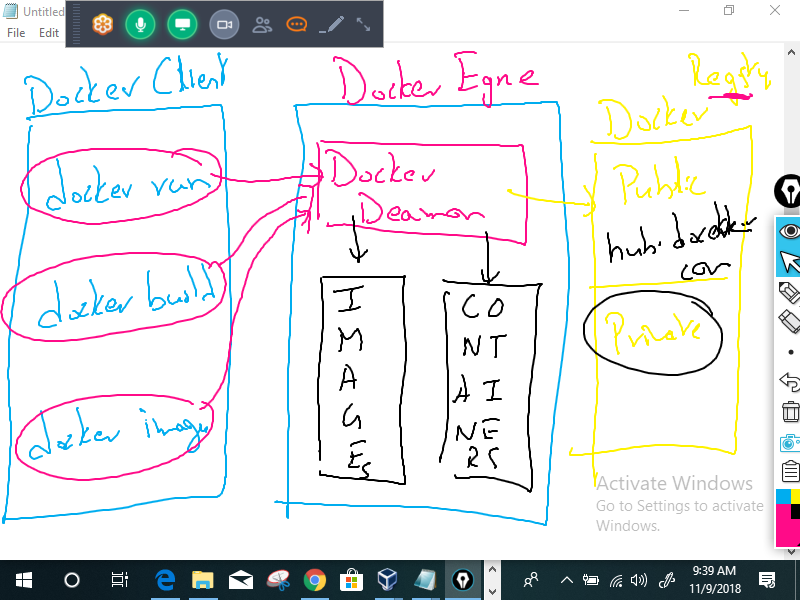 Untitled
File Edit
Docker Client
docker run
docker build
docker image
Docker Egne
Docker
Deamon
IMAGES
CO
NT
AI
NE
RS
Registry
Docker
Public
hub.docker
com
Private
Activate Windows
Go to Settings to activate
Windows.
9:39 AM
11/9/2018